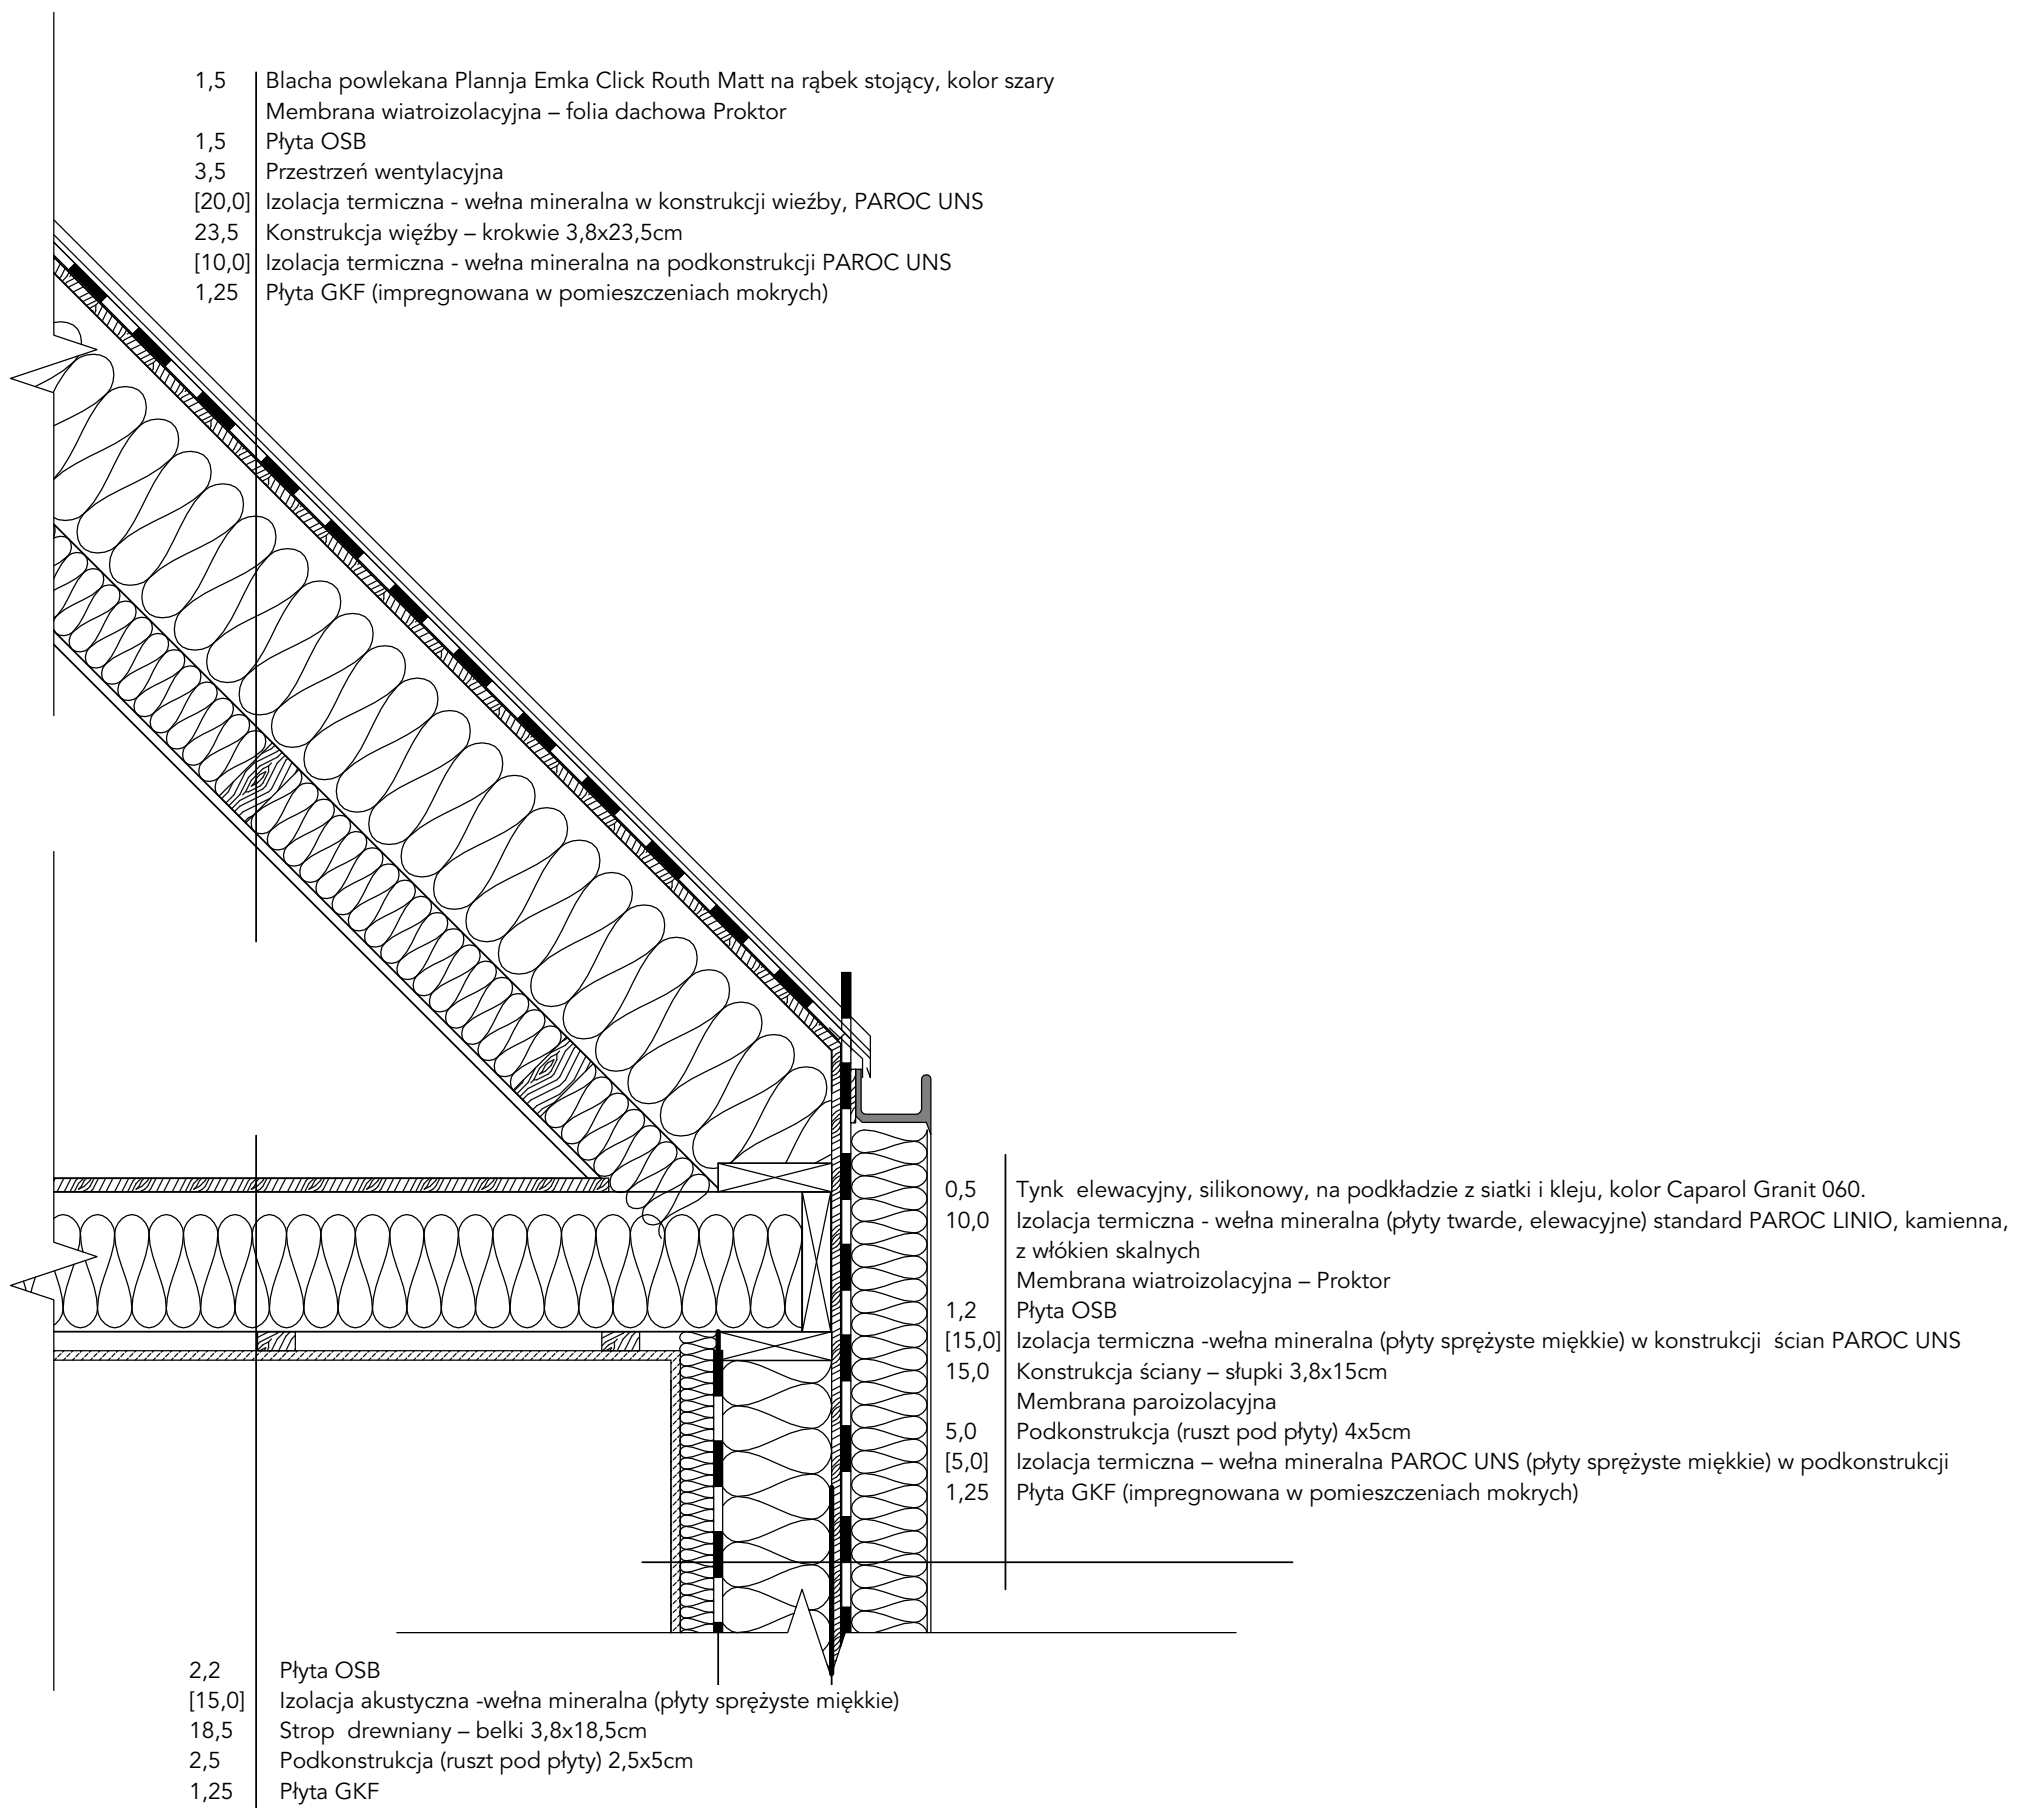 1,5 Blacha powlekana Plannja Emka Click Routh Matt na rąbek stojący, kolor szary
Membrana wiatroizolacyjna – folia dachowa Proktor
1,5 Płyta OSB
3,5 Przestrzeń wentylacyjna
[20,0] Izolacja termiczna - wełna mineralna w konstrukcji wieźby, PAROC UNS
23,5 Konstrukcja więźby – krokwie 3,8x23,5cm
[10,0] Izolacja termiczna - wełna mineralna na podkonstrukcji PAROC UNS
1,25 Płyta GKF (impregnowana w pomieszczeniach mokrych)
0,5 Tynk elewacyjny, silikonowy, na podkładzie z siatki i kleju, kolor Caparol Granit 060.
10,0 Izolacja termiczna - wełna mineralna (płyty twarde, elewacyjne) standard PAROC LINIO, kamienna,
z włókien skalnych
Membrana wiatroizolacyjna – Proktor
1,2 Płyta OSB
[15,0] Izolacja termiczna -wełna mineralna (płyty sprężyste miękkie) w konstrukcji ścian PAROC UNS
15,0 Konstrukcja ściany – słupki 3,8x15cm
Membrana paroizolacyjna
5,0 Podkonstrukcja (ruszt pod płyty) 4x5cm
[5,0] Izolacja termiczna – wełna mineralna PAROC UNS (płyty sprężyste miękkie) w podkonstrukcji
1,25 Płyta GKF (impregnowana w pomieszczeniach mokrych)
2,2 Płyta OSB
[15,0] Izolacja akustyczna -wełna mineralna (płyty sprężyste miękkie)
18,5 Strop drewniany – belki 3,8x18,5cm
2,5 Podkonstrukcja (ruszt pod płyty) 2,5x5cm
1,25 Płyta GKF